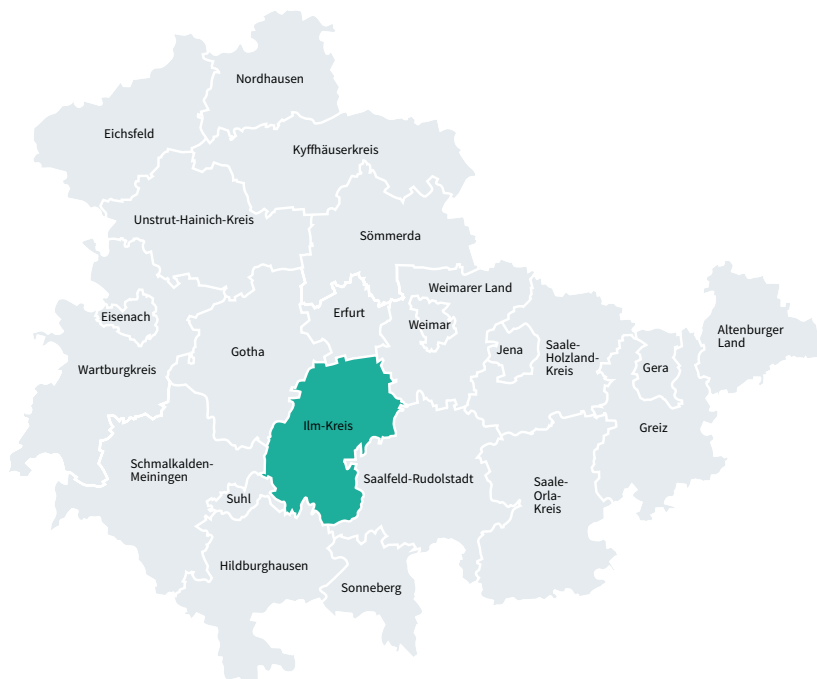 Nordhausen
Eichsfeld
Kyffhäuserkreis
Unstrut-Hainich-Kreis
Sömmerda
Weimarer Land
Eisenach
Erfurt
Weimar
Altenburger
Land
Gotha
Jena
Saale-
Holzland-
Kreis
Wartburgkreis
Gera
Ilm-Kreis
Greiz
Schmalkalden-
Meiningen
Saalfeld-Rudolstadt
Saale-
Orla-
Kreis
Suhl
Hildburghausen
Sonneberg